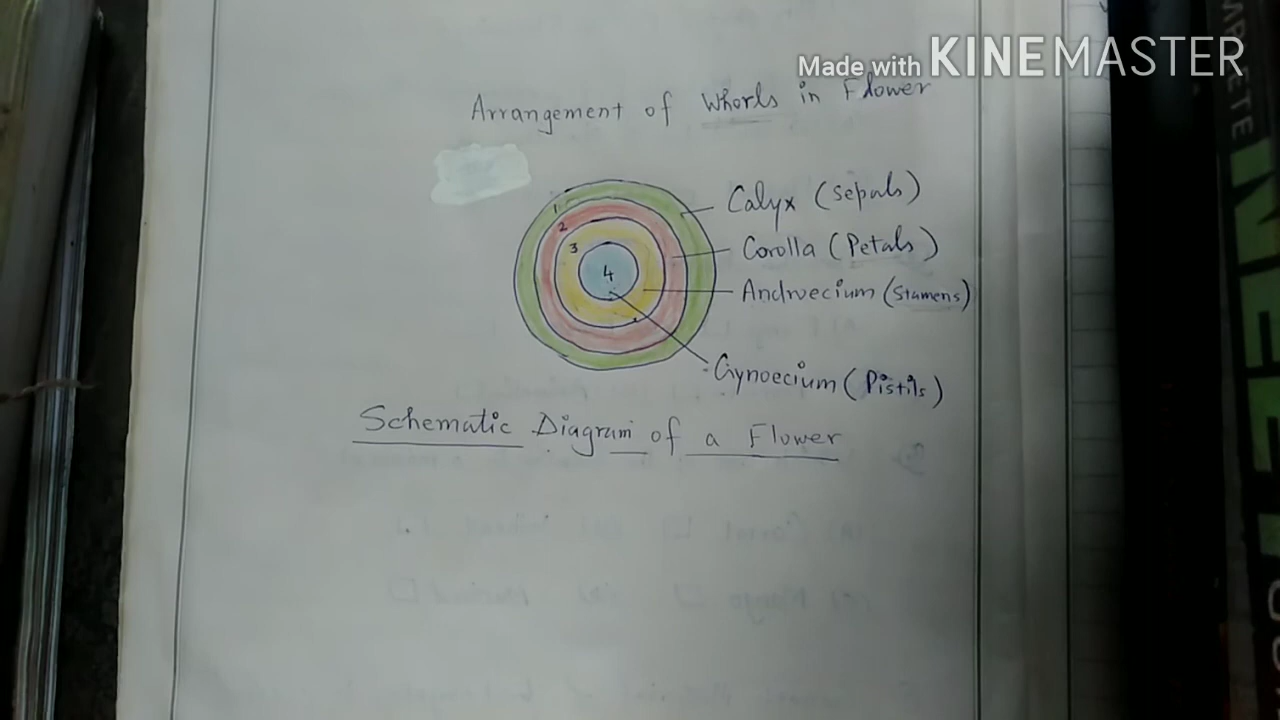 Made with KINEMASTER
Arrangement of Whorls in Flower
1
2
3
4
Calyx (Sepals)
Corolla (Petals)
Androecium (Stamens)
Gynoecium (Pistils)
Schematic Diagram of a Flower